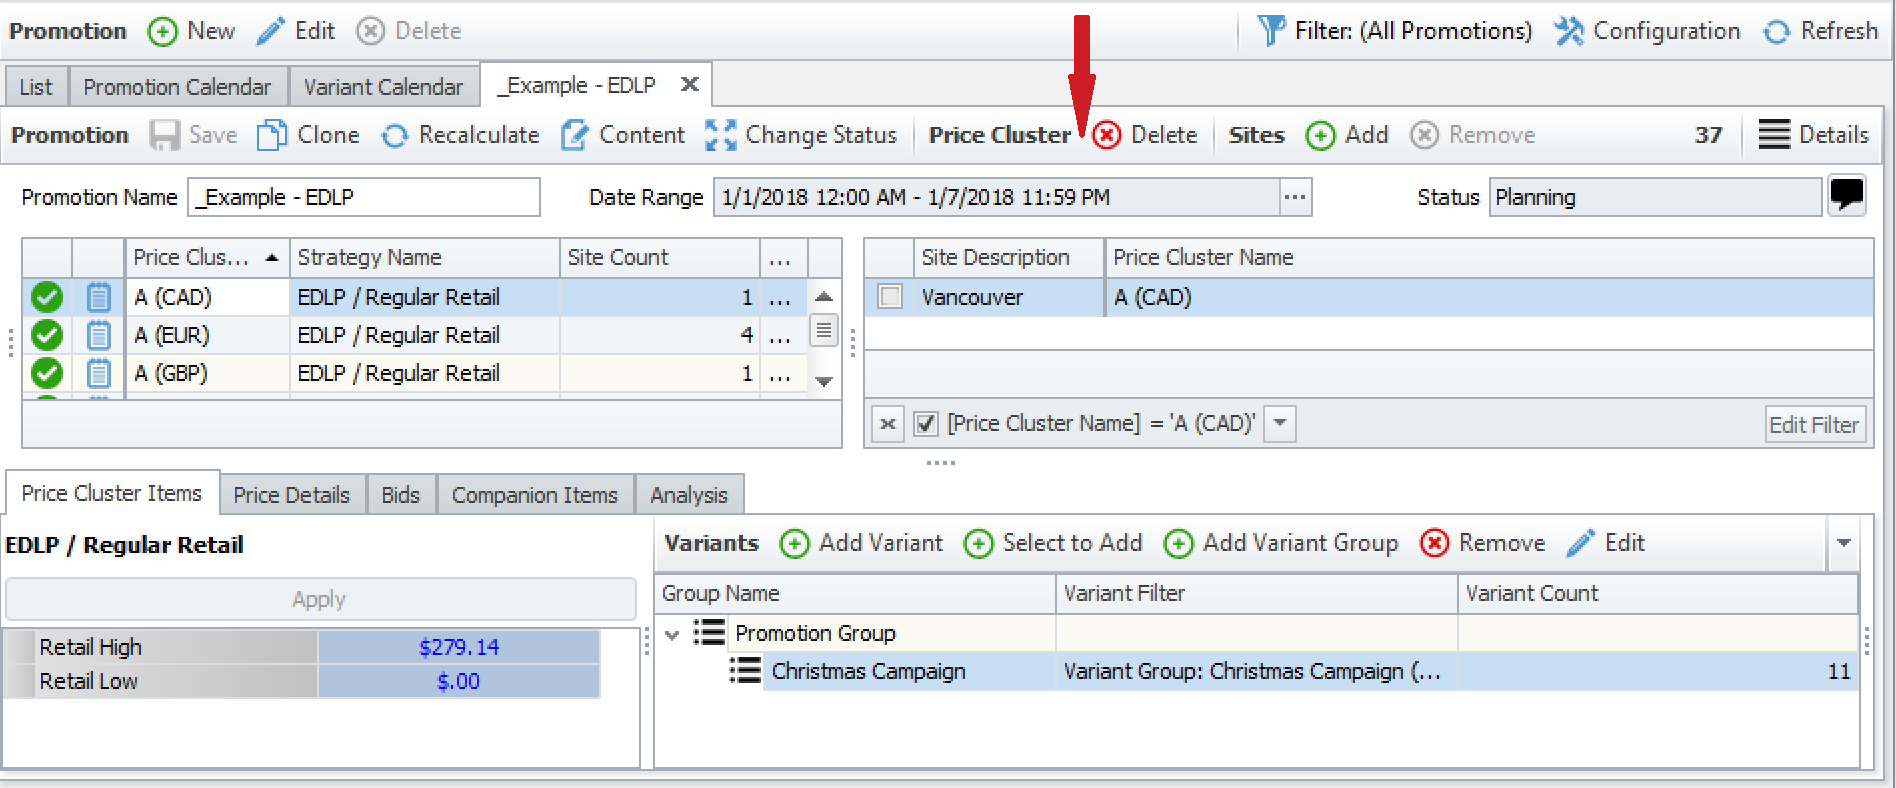 Promotion New Edit Delete Filter: (All Promotions) Configuration Refresh
List Promotion Calendar Variant Calendar _Example - EDLP
Promotion Save Clone Recalculate Content Change Status Price Cluster Delete Sites Add Remove 37 Details
Promotion Name _Example - EDLP Date Range 1/1/2018 12:00 AM - 1/7/2018 11:59 PM ... Status Planning
Price Clus... Strategy Name Site Count ...
A (CAD) EDLP / Regular Retail 1 ...
A (EUR) EDLP / Regular Retail 4 ...
A (GBP) EDLP / Regular Retail 1 ...
Site Description Price Cluster Name
Vancouver A (CAD)
[Price Cluster Name] = 'A (CAD)' Edit Filter
Price Cluster Items Price Details Bids Companion Items Analysis
EDLP / Regular Retail
Apply
Retail High $279.14
Retail Low $.00
Variants Add Variant Select to Add Add Variant Group Remove Edit
Group Name Variant Filter Variant Count
Promotion Group
Christmas Campaign Variant Group: Christmas Campaign (... 11